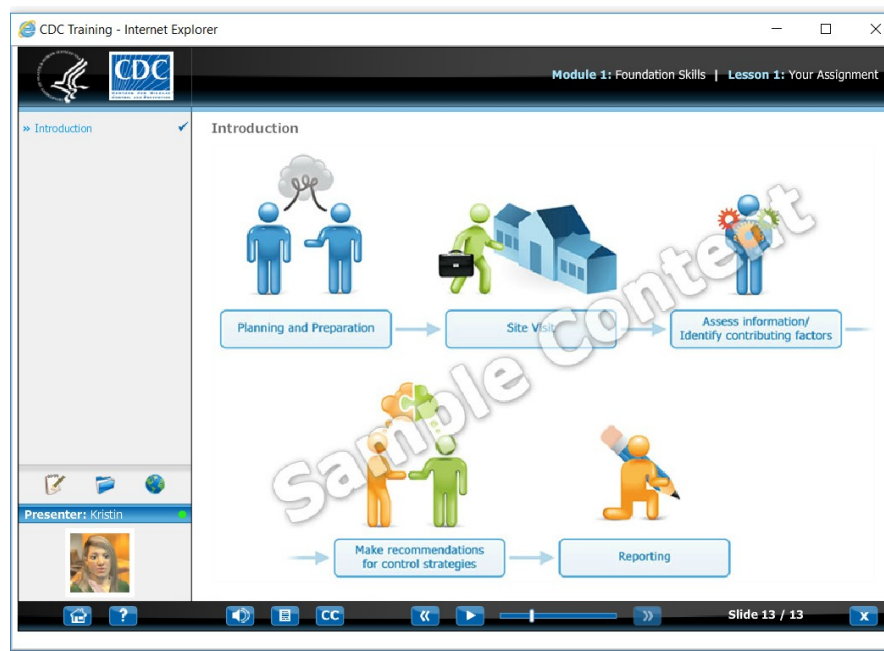 CDC Training - Internet Explorer
CDC
Module 1: Foundation Skills | Lesson 1: Your Assignment
» Introduction
Introduction
Planning and Preparation
Site Visit
Assess information/
Identify contributing factors
Sample Content
Make recommendations
for control strategies
Reporting
Presenter: Kristin
?
CC
Slide 13 / 13
x